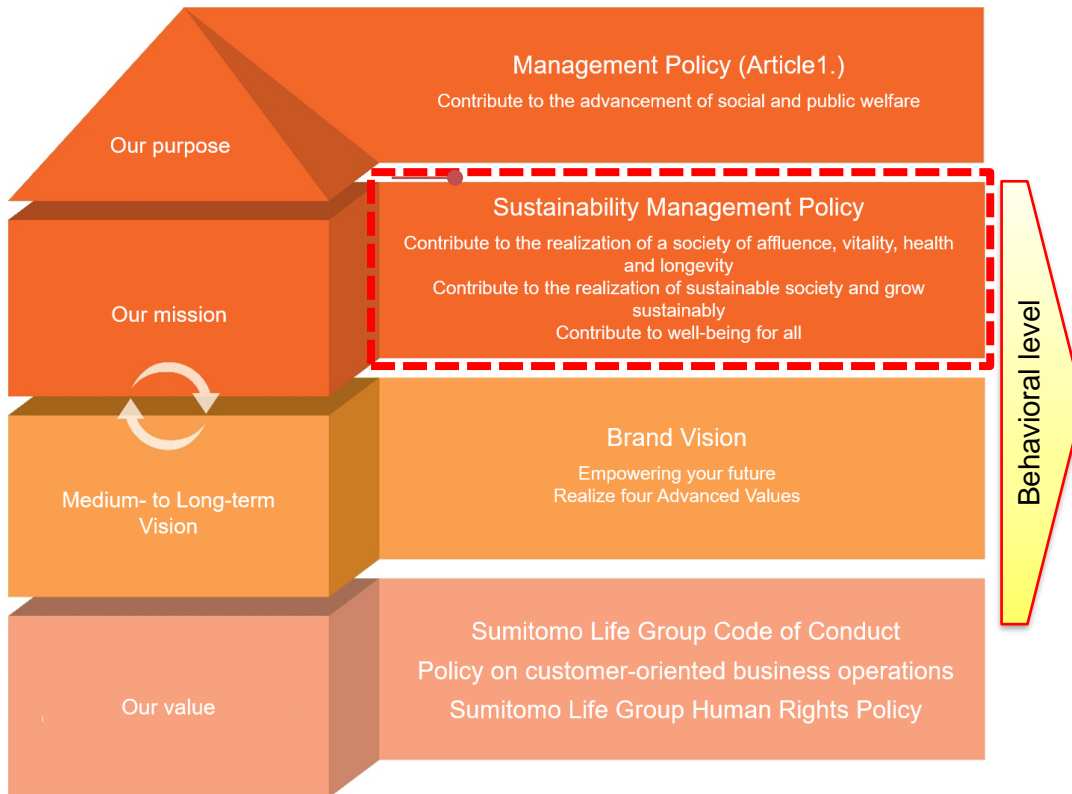 Management Policy (Article1.)
Contribute to the advancement of social and public welfare
Our purpose
Sustainability Management Policy
Contribute to the realization of a society of affluence, vitality, health
and longevity
Contribute to the realization of sustainable society and grow
sustainably
Contribute to well-being for all
Our mission
Behavioral level
Brand Vision
Empowering your future
Realize four Advanced Values
Medium- to Long-term
Vision
Sumitomo Life Group Code of Conduct
Policy on customer-oriented business operations
Sumitomo Life Group Human Rights Policy
Our value